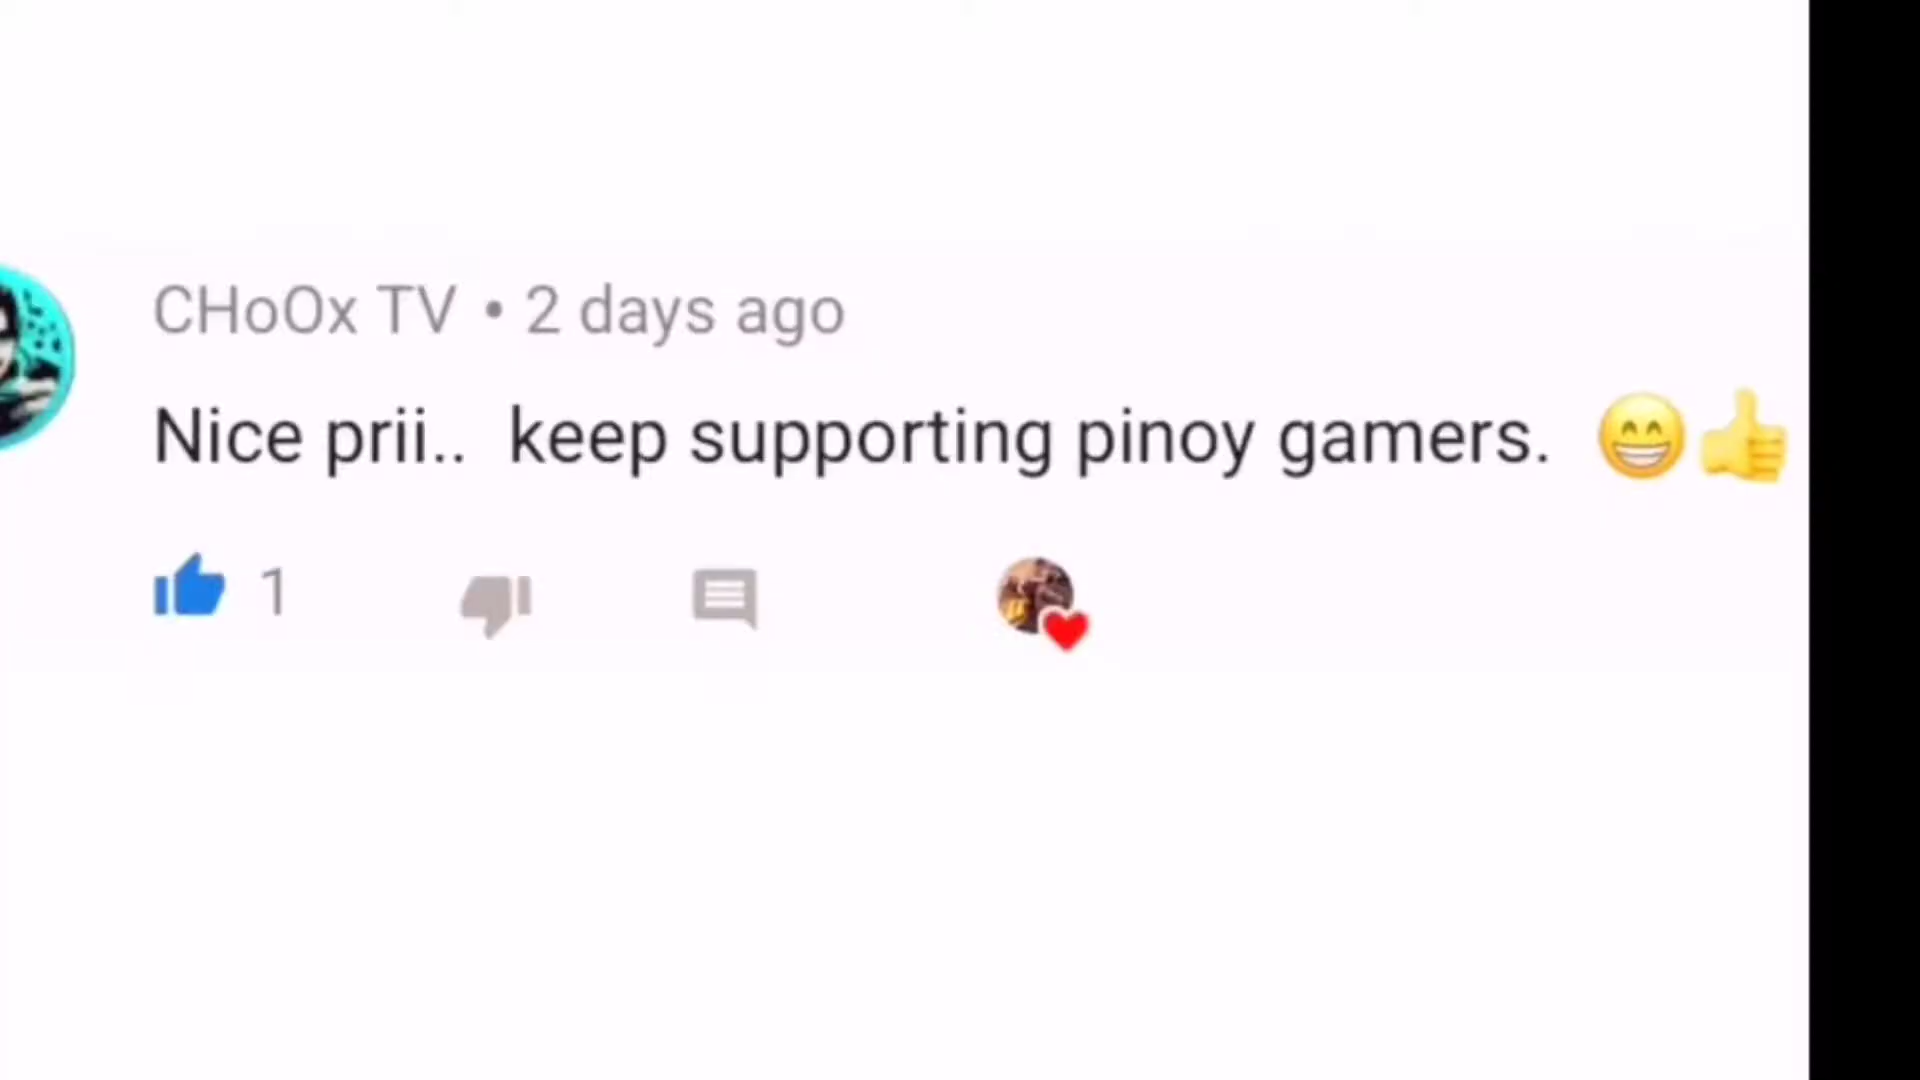 CHoOx TV • 2 days ago
Nice prii..  keep supporting pinoy gamers.  😁👍
1